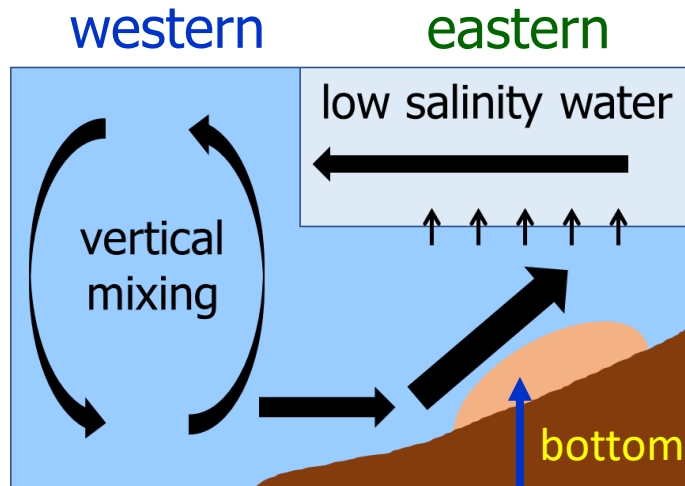 western
eastern
low salinity water
vertical
mixing
bottom